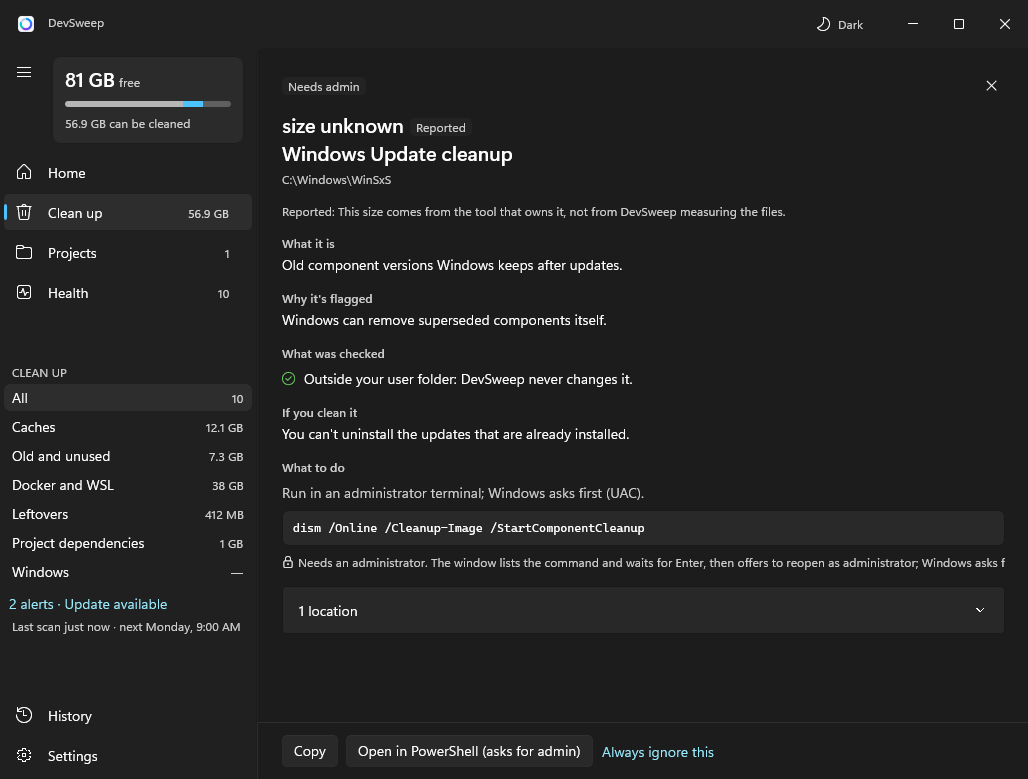 DevSweep
Dark
81 GB free
56.9 GB can be cleaned
Home
Clean up 56.9 GB
Projects 1
Health 10
CLEAN UP
All 10
Caches 12.1 GB
Old and unused 7.3 GB
Docker and WSL 38 GB
Leftovers 412 MB
Project dependencies 1 GB
Windows —
2 alerts · Update available
Last scan just now · next Monday, 9:00 AM
History
Settings
Needs admin
size unknown Reported
Windows Update cleanup
C:\Windows\WinSxS
Reported: This size comes from the tool that owns it, not from DevSweep measuring the files.
What it is
Old component versions Windows keeps after updates.
Why it's flagged
Windows can remove superseded components itself.
What was checked
Outside your user folder: DevSweep never changes it.
If you clean it
You can't uninstall the updates that are already installed.
What to do
Run in an administrator terminal; Windows asks first (UAC).
dism /Online /Cleanup-Image /StartComponentCleanup
Needs an administrator. The window lists the command and waits for Enter, then offers to reopen as administrator; Windows asks f
1 location
Copy
Open in PowerShell (asks for admin)
Always ignore this